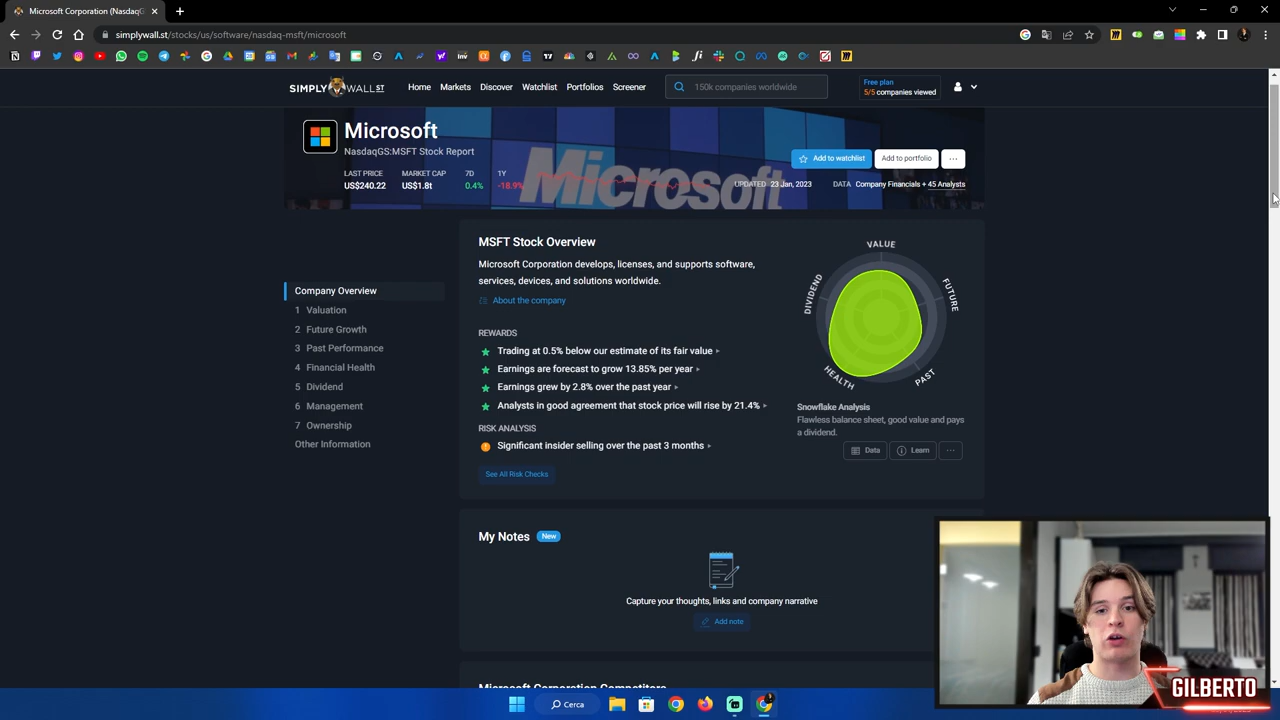 Microsoft Corporation (NasdaqG
simplywall.st/stocks/us/software/nasdaq-msft/microsoft
SIMPLY WALL ST
Home
Markets
Discover
Watchlist
Portfolios
Screener
150k companies worldwide
Free plan
5/5 companies viewed
Microsoft
NasdaqGS:MSFT Stock Report
Add to watchlist
Add to portfolio
LAST PRICE
US$240.22
MARKET CAP
US$1.8t
7D
0.4%
1Y
-18.9%
Microsoft
UPDATED 23 Jan, 2023
DATA Company Financials + 45 Analysts
Company Overview
1 Valuation
2 Future Growth
3 Past Performance
4 Financial Health
5 Dividend
6 Management
7 Ownership
Other Information
MSFT Stock Overview
Microsoft Corporation develops, licenses, and supports software,
services, devices, and solutions worldwide.
About the company
REWARDS
Trading at 0.5% below our estimate of its fair value
Earnings are forecast to grow 13.85% per year
Earnings grew by 2.8% over the past year
Analysts in good agreement that stock price will rise by 21.4%
RISK ANALYSIS
Significant insider selling over the past 3 months
See All Risk Checks
VALUE
FUTURE
PAST
HEALTH
DIVIDEND
Snowflake Analysis
Flawless balance sheet, good value and pays
a dividend.
Data
Learn
My Notes
New
Capture your thoughts, links and company narrative
Add note
Microsoft Corporation Competitors
GILBERTO
Cerca